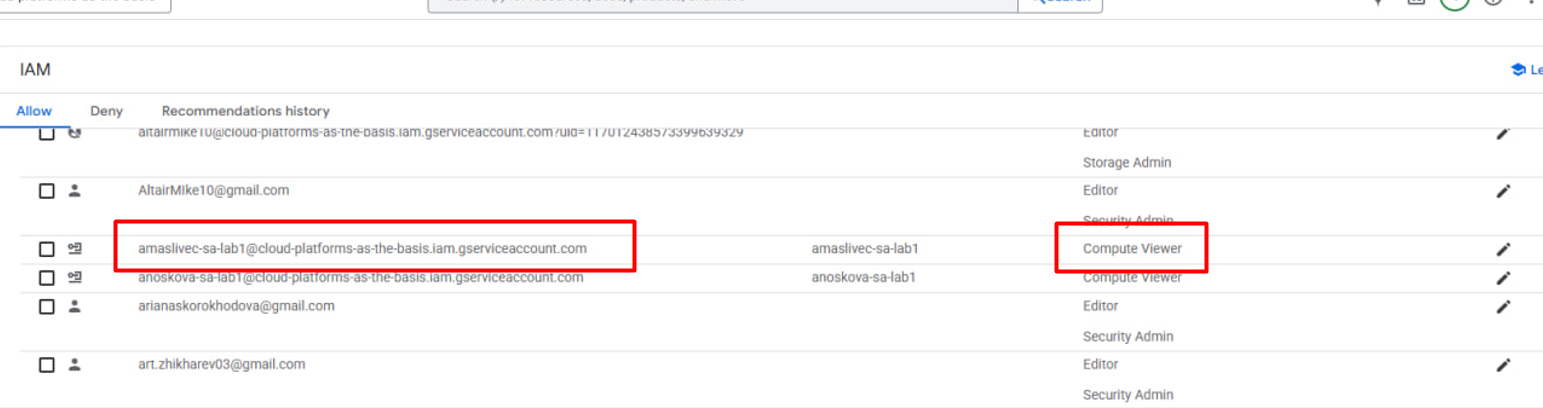 IAM
Le
Allow Deny Recommendations history
altairmike10@cloud-platforms-as-the-basis.iam.gserviceaccount.com?uid=117012438573399639329 Editor
Storage Admin
AltairMike10@gmail.com Editor
Security Admin
amaslivec-sa-lab1@cloud-platforms-as-the-basis.iam.gserviceaccount.com amaslivec-sa-lab1 Compute Viewer
anoskova-sa-lab1@cloud-platforms-as-the-basis.iam.gserviceaccount.com anoskova-sa-lab1 Compute Viewer
arianaskorokhodova@gmail.com Editor
Security Admin
art.zhikharev03@gmail.com Editor
Security Admin